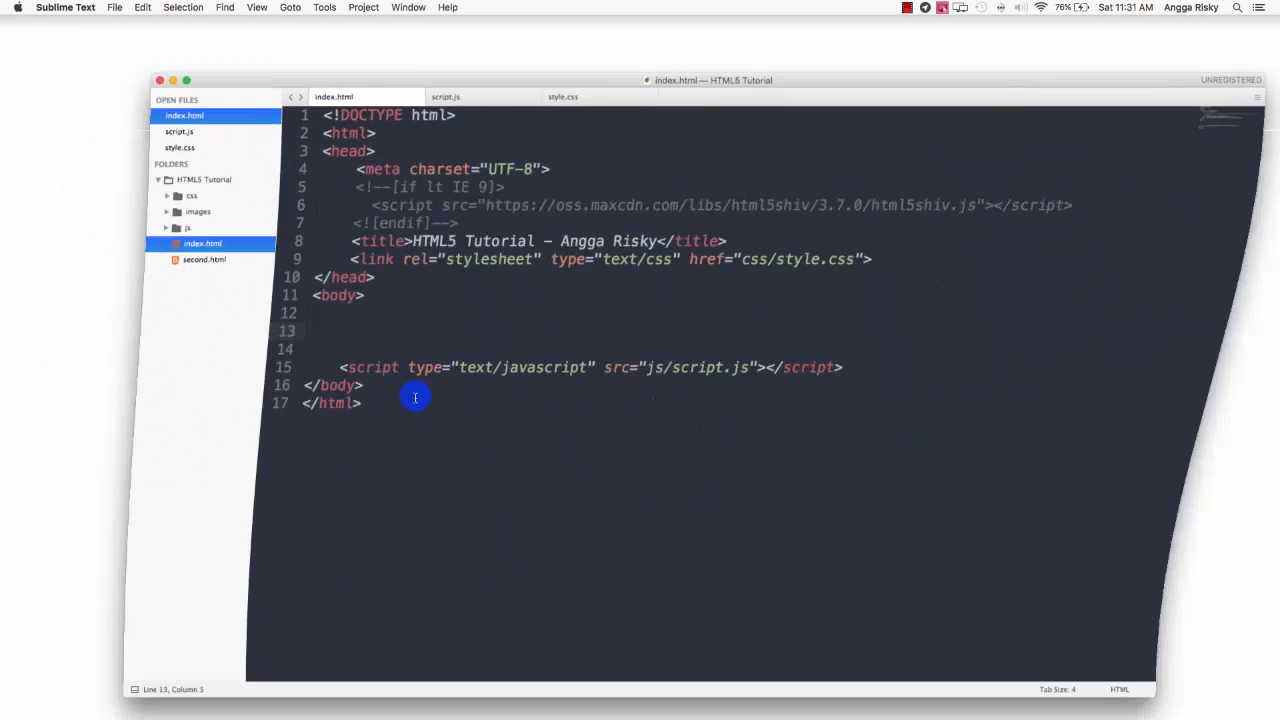 Sublime Text File Edit Selection Find View Goto Tools Project Window Help 76% Sat 11:31 AM Angga Risky
index.html — HTML5 Tutorial UNREGISTERED
OPEN FILES
index.html
script.js
style.css
FOLDERS
HTML5 Tutorial
css
images
js
index.html
second.html
index.html script.js style.css
1 <!DOCTYPE html>
2 <html>
3 <head>
4 <meta charset="UTF-8">
5 <!--[if lt IE 9]>
6 <script src="https://oss.maxcdn.com/libs/html5shiv/3.7.0/html5shiv.js"></script>
7 <![endif]-->
8 <title>HTML5 Tutorial - Angga Risky</title>
9 <link rel="stylesheet" type="text/css" href="css/style.css">
10 </head>
11 <body>
12
13
14
15 <script type="text/javascript" src="js/script.js"></script>
16 </body>
17 </html>
Line 13, Column 5 Tab Size: 4 HTML